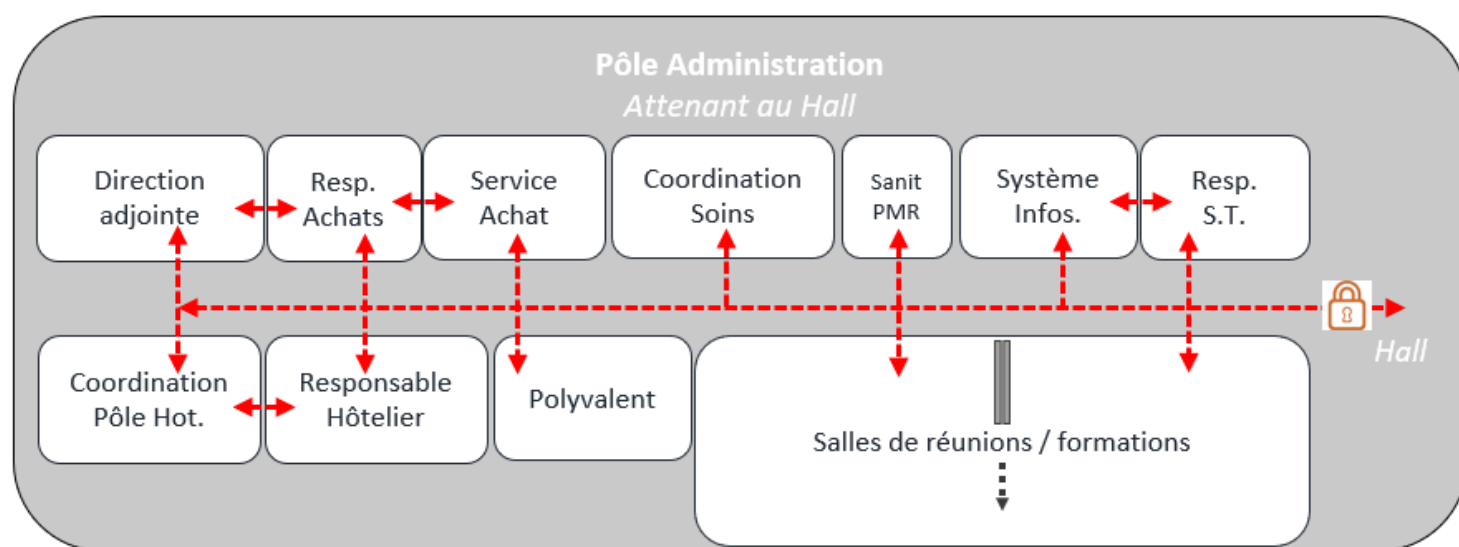 Pôle Administration
Attenant au Hall
Direction
adjointe
Resp.
Achats
Service
Achat
Coordination
Soins
Sanit
PMR
Système
Infos.
Resp.
S.T.
Hall
Coordination
Pôle Hot.
Responsable
Hôtelier
Polyvalent
Salles de réunions / formations